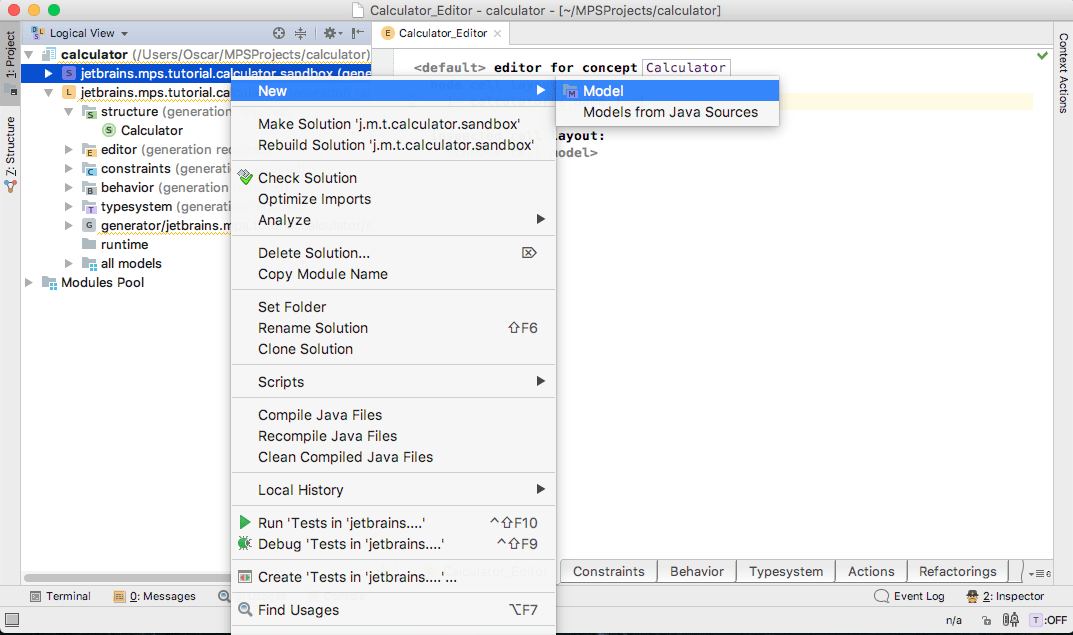 Calculator_Editor - calculator - [~/MPSProjects/calculator]
1: Project
Z: Structure
Logical View
calculator (/Users/Oscar/MPSProjects/calculator)
S jetbrains.mps.tutorial.calculator.sandbox (gene
L jetbrains.mps.tutorial.ca
S structure (generation
S Calculator
E editor (generation req
C constraints (generati
B behavior (generation
T typesystem (generati
G generator/jetbrains.m
runtime
all models
Modules Pool
E Calculator_Editor
<default> editor for concept Calculator
layout:
model>
Context Actions
New
Make Solution 'j.m.t.calculator.sandbox'
Rebuild Solution 'j.m.t.calculator.sandbox'
Check Solution
Optimize Imports
Analyze
Delete Solution...
Copy Module Name
Set Folder
Rename Solution ⇧F6
Clone Solution
Scripts
Compile Java Files
Recompile Java Files
Clean Compiled Java Files
Local History
Run 'Tests in 'jetbrains....' ^⇧F10
Debug 'Tests in 'jetbrains....' ^⇧F9
Create 'Tests in 'jetbrains....'...
Find Usages ⌥F7
M Model
Models from Java Sources
Constraints Behavior Typesystem Actions Refactorings 6
Terminal 0: Messages Event Log 2: Inspector
n/a T :OFF